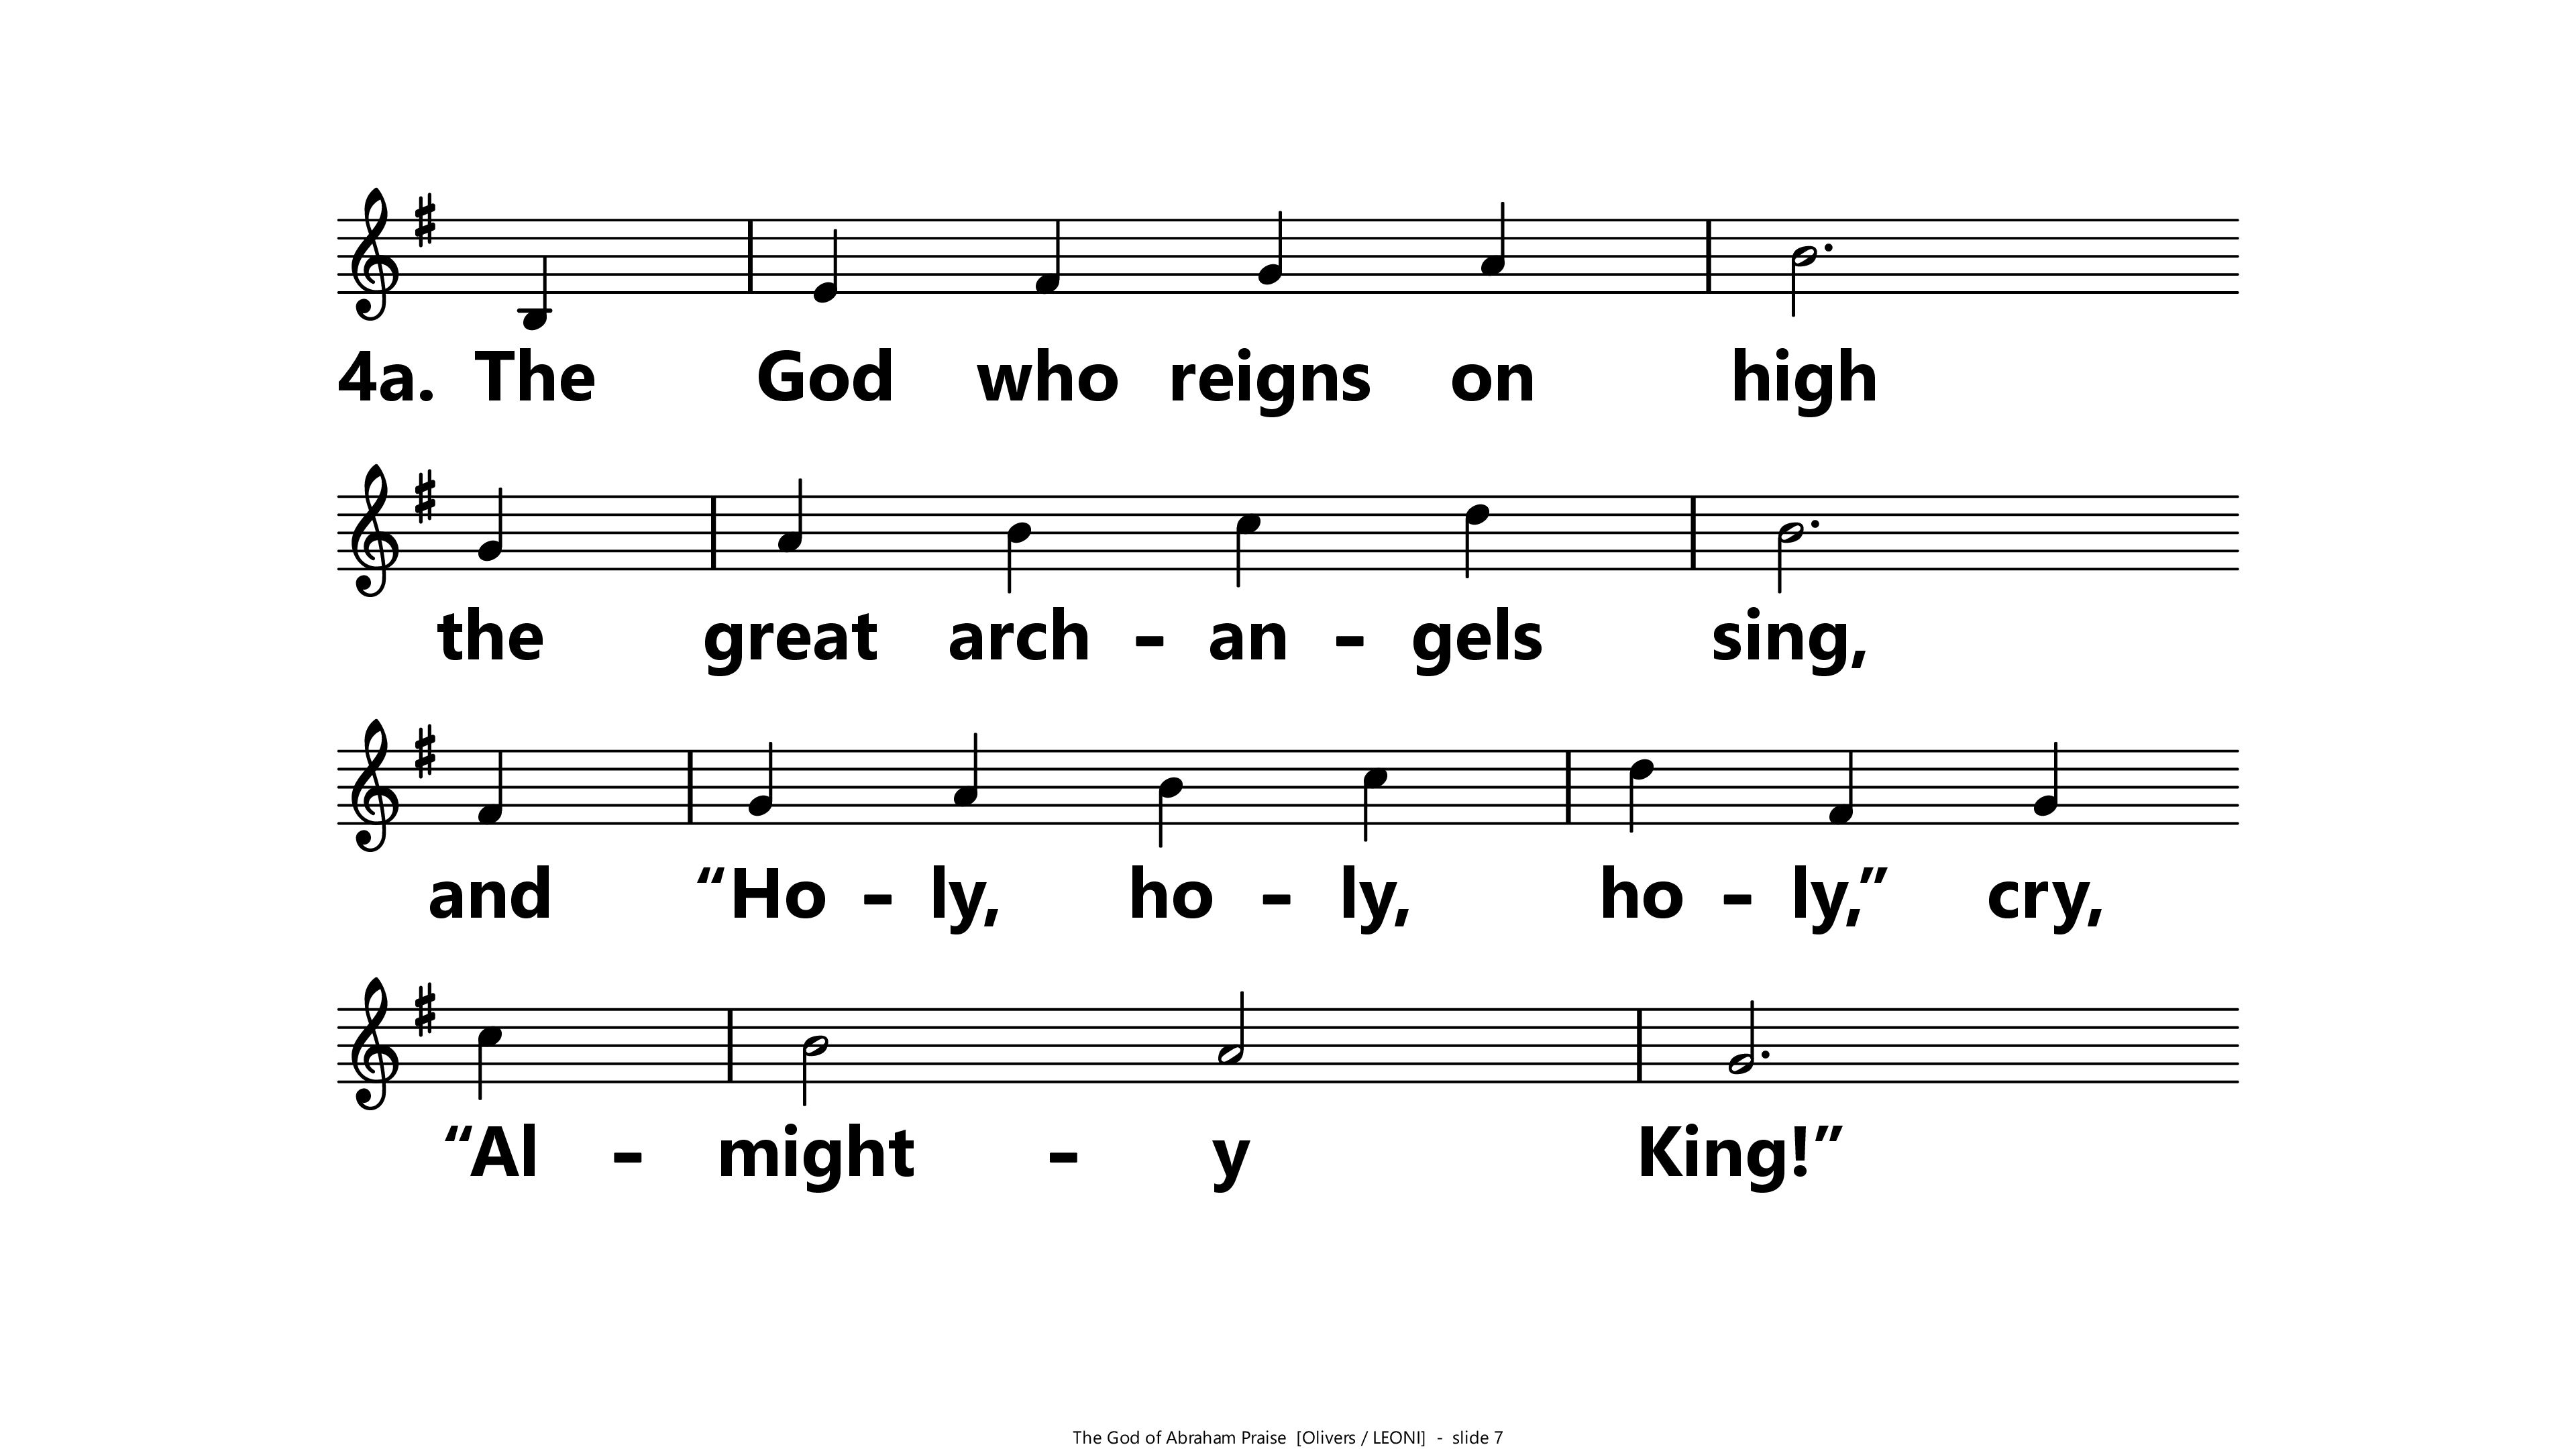 4a. The God who reigns on high
the great arch - an - gels sing,
and “Ho - ly, ho - ly, ho - ly,” cry,
“Al - might - y King!”
The God of Abraham Praise [Olivers / LEONI] - slide 7